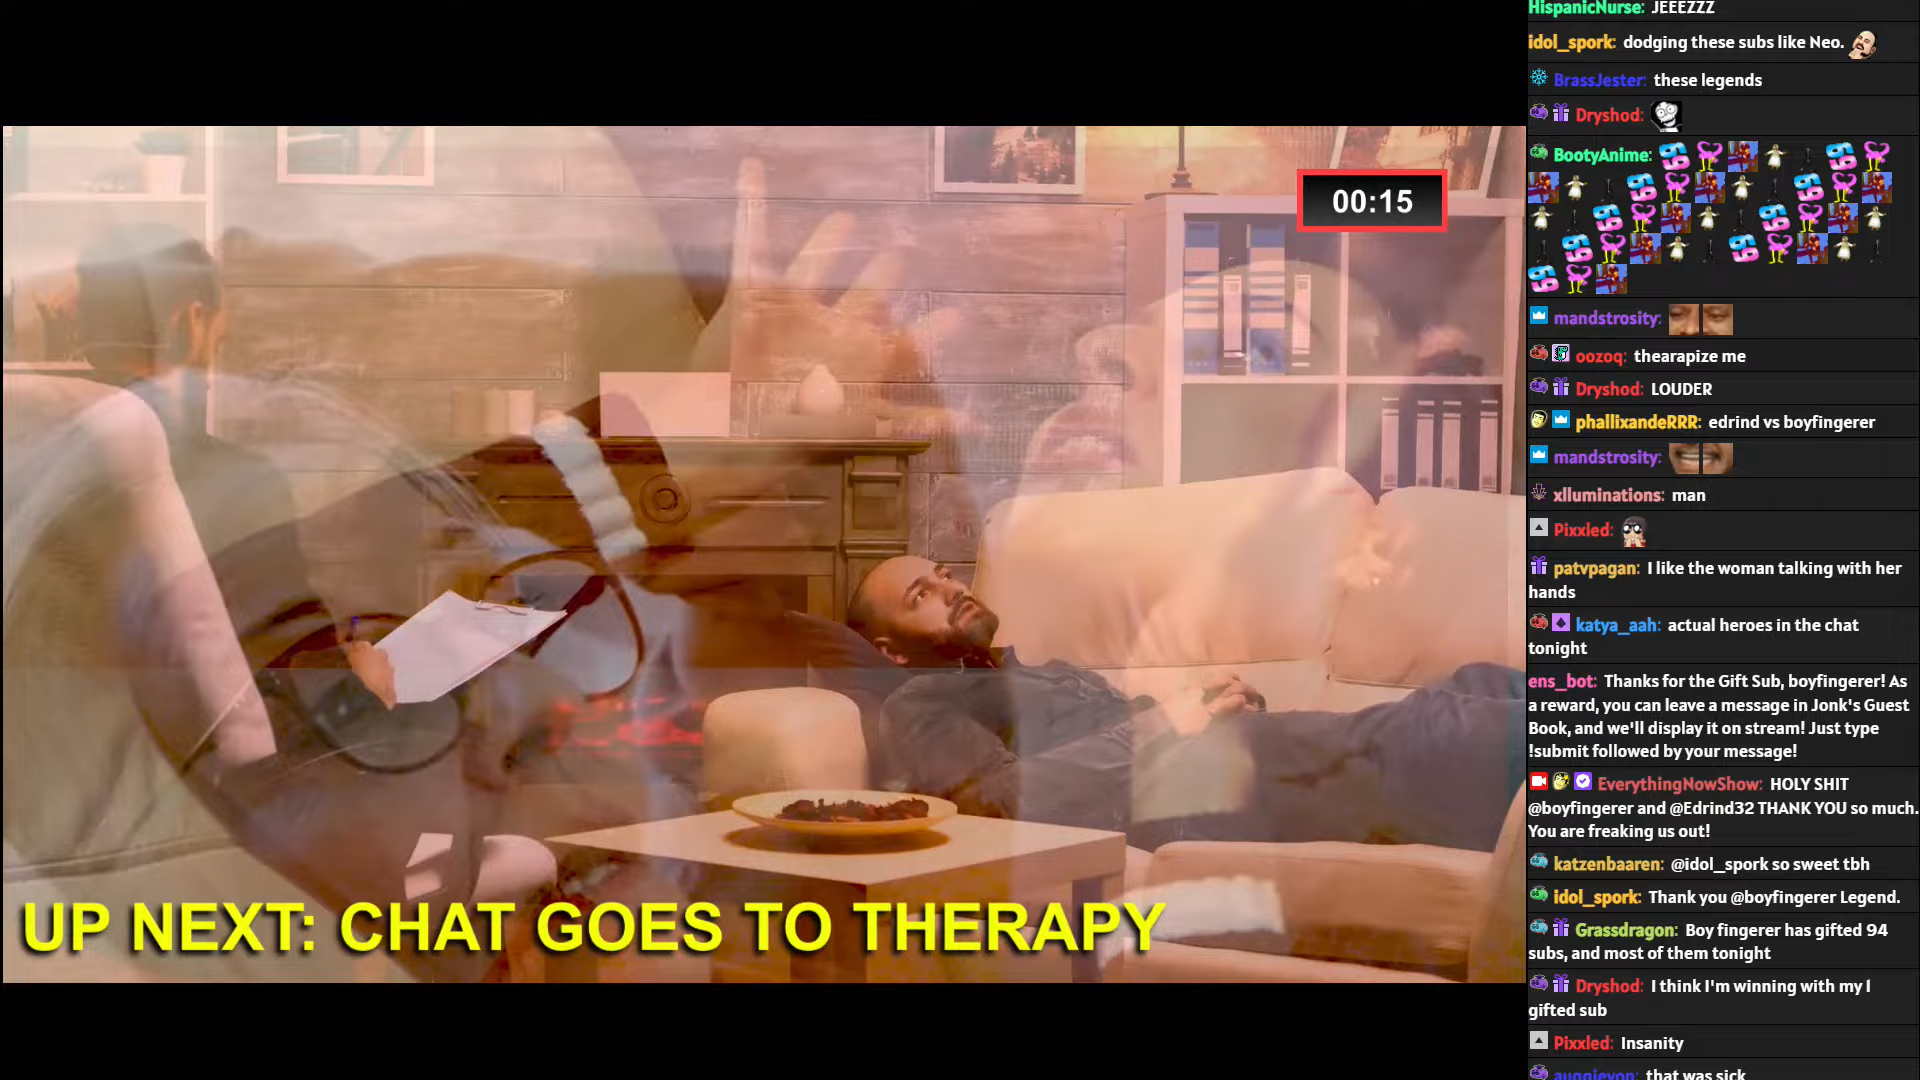 00:15
UP NEXT: CHAT GOES TO THERAPY
HispanicNurse: JEEEZZZ
idol_spork: dodging these subs like Neo.
BrassJester: these legends
Dryshod:
BootyAnime:
mandstrosity:
oozoq: thearapize me
Dryshod: LOUDER
phallixandeRRR: edrind vs boyfingerer
mandstrosity:
xlluminations: man
Pixxled:
patvpagan: I like the woman talking with her
hands
katya_aah: actual heroes in the chat
tonight
ens_bot: Thanks for the Gift Sub, boyfingerer! As
a reward, you can leave a message in Jonk's Guest
Book, and we'll display it on stream! Just type
!submit followed by your message!
EverythingNowShow: HOLY SHIT
@boyfingerer and @Edrind32 THANK YOU so much.
You are freaking us out!
katzenbaaren: @idol_spork so sweet tbh
idol_spork: Thank you @boyfingerer Legend.
Grassdragon: Boy fingerer has gifted 94
subs, and most of them tonight
Dryshod: I think I'm winning with my 1
gifted sub
Pixxled: Insanity
auggievon: that was sick